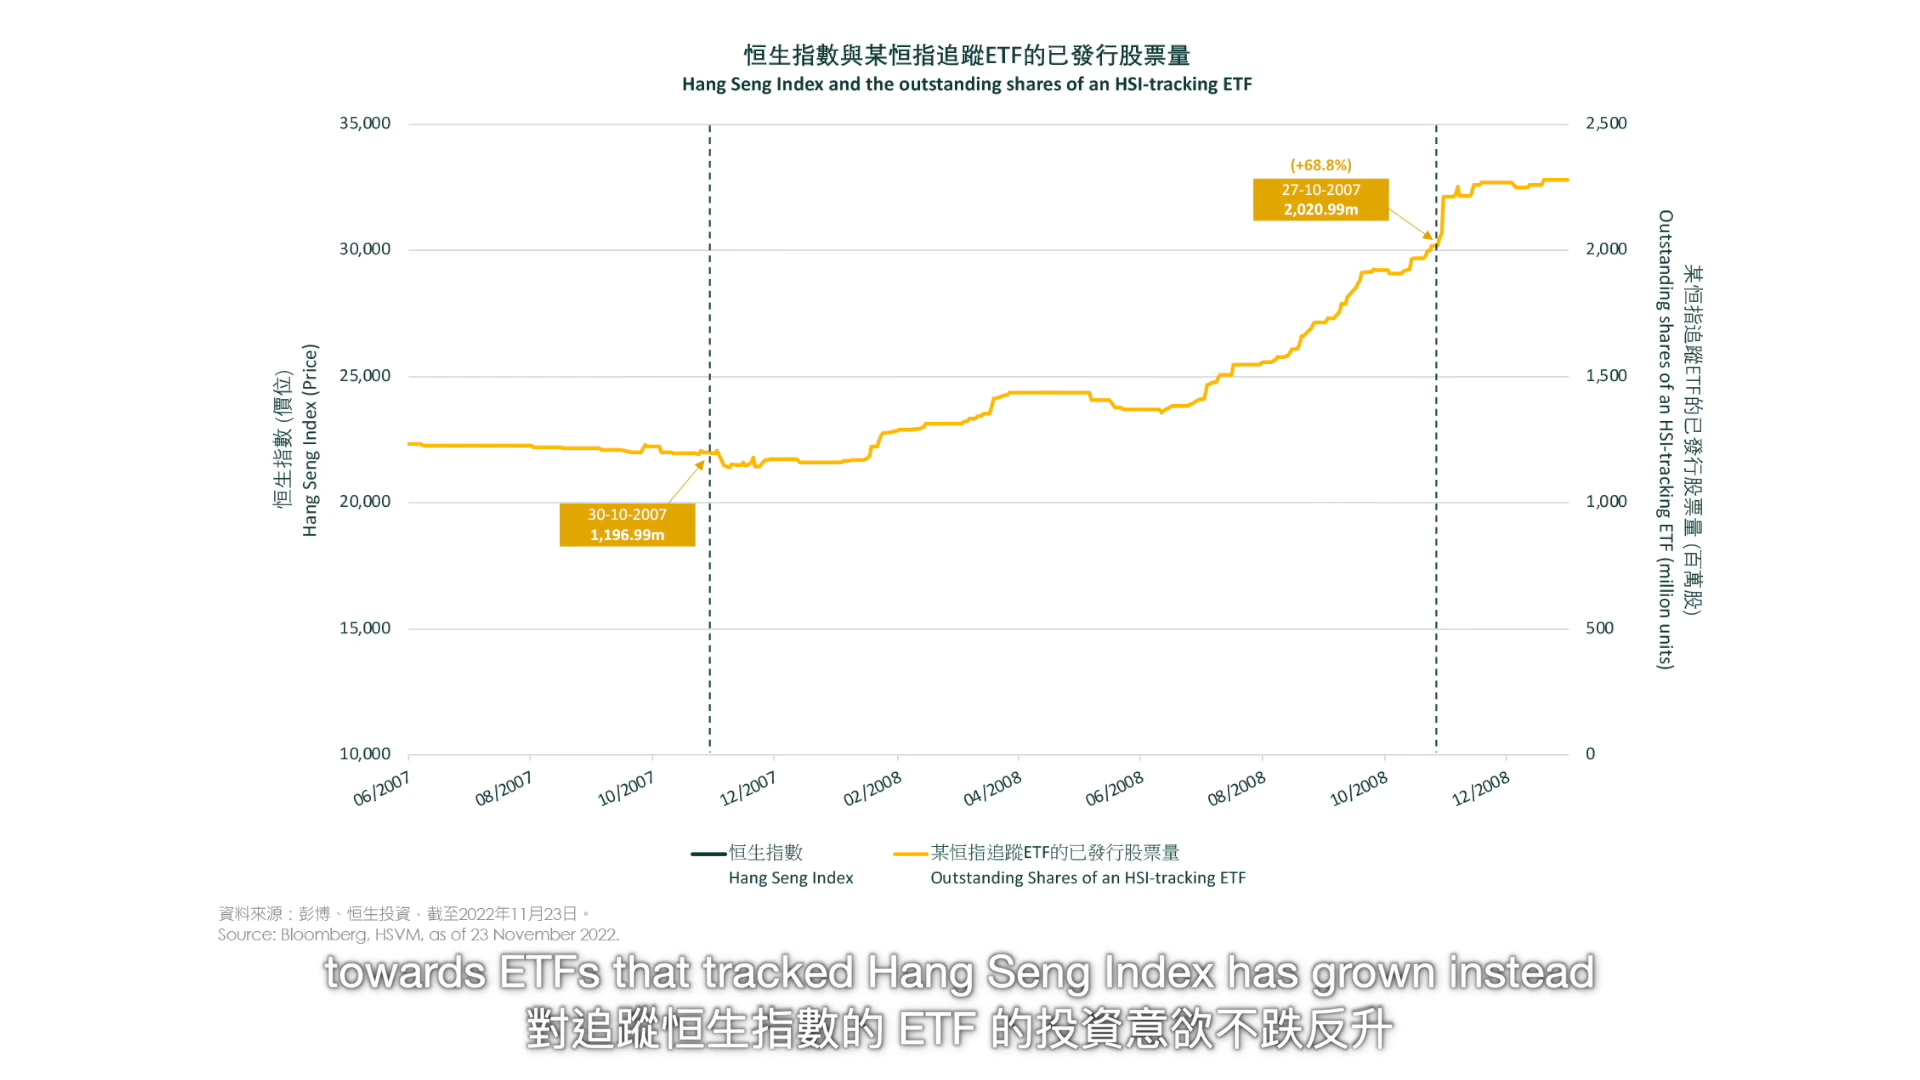 恒生指數與某恒指追蹤ETF的已發行股票量
Hang Seng Index and the outstanding shares of an HSI-tracking ETF
35,000
30,000
25,000
20,000
15,000
10,000
恒生指數 (價位)
Hang Seng Index (Price)
2,500
2,000
1,500
1,000
500
0
某恒指追蹤ETF的已發行股票量 (百萬股)
Outstanding shares of an HSI-tracking ETF (million units)
(+68.8%)
27-10-2007
2,020.99m
30-10-2007
1,196.99m
06/2007
08/2007
10/2007
12/2007
02/2008
04/2008
06/2008
08/2008
10/2008
12/2008
恒生指數
Hang Seng Index
某恒指追蹤ETF的已發行股票量
Outstanding Shares of an HSI-tracking ETF
資料來源：彭博、恒生投資，截至2022年11月23日。
Source: Bloomberg, HSVM, as of 23 November 2022.
towards ETFs that tracked Hang Seng Index has grown instead
對追蹤恒生指數的 ETF 的投資意欲不跌反升